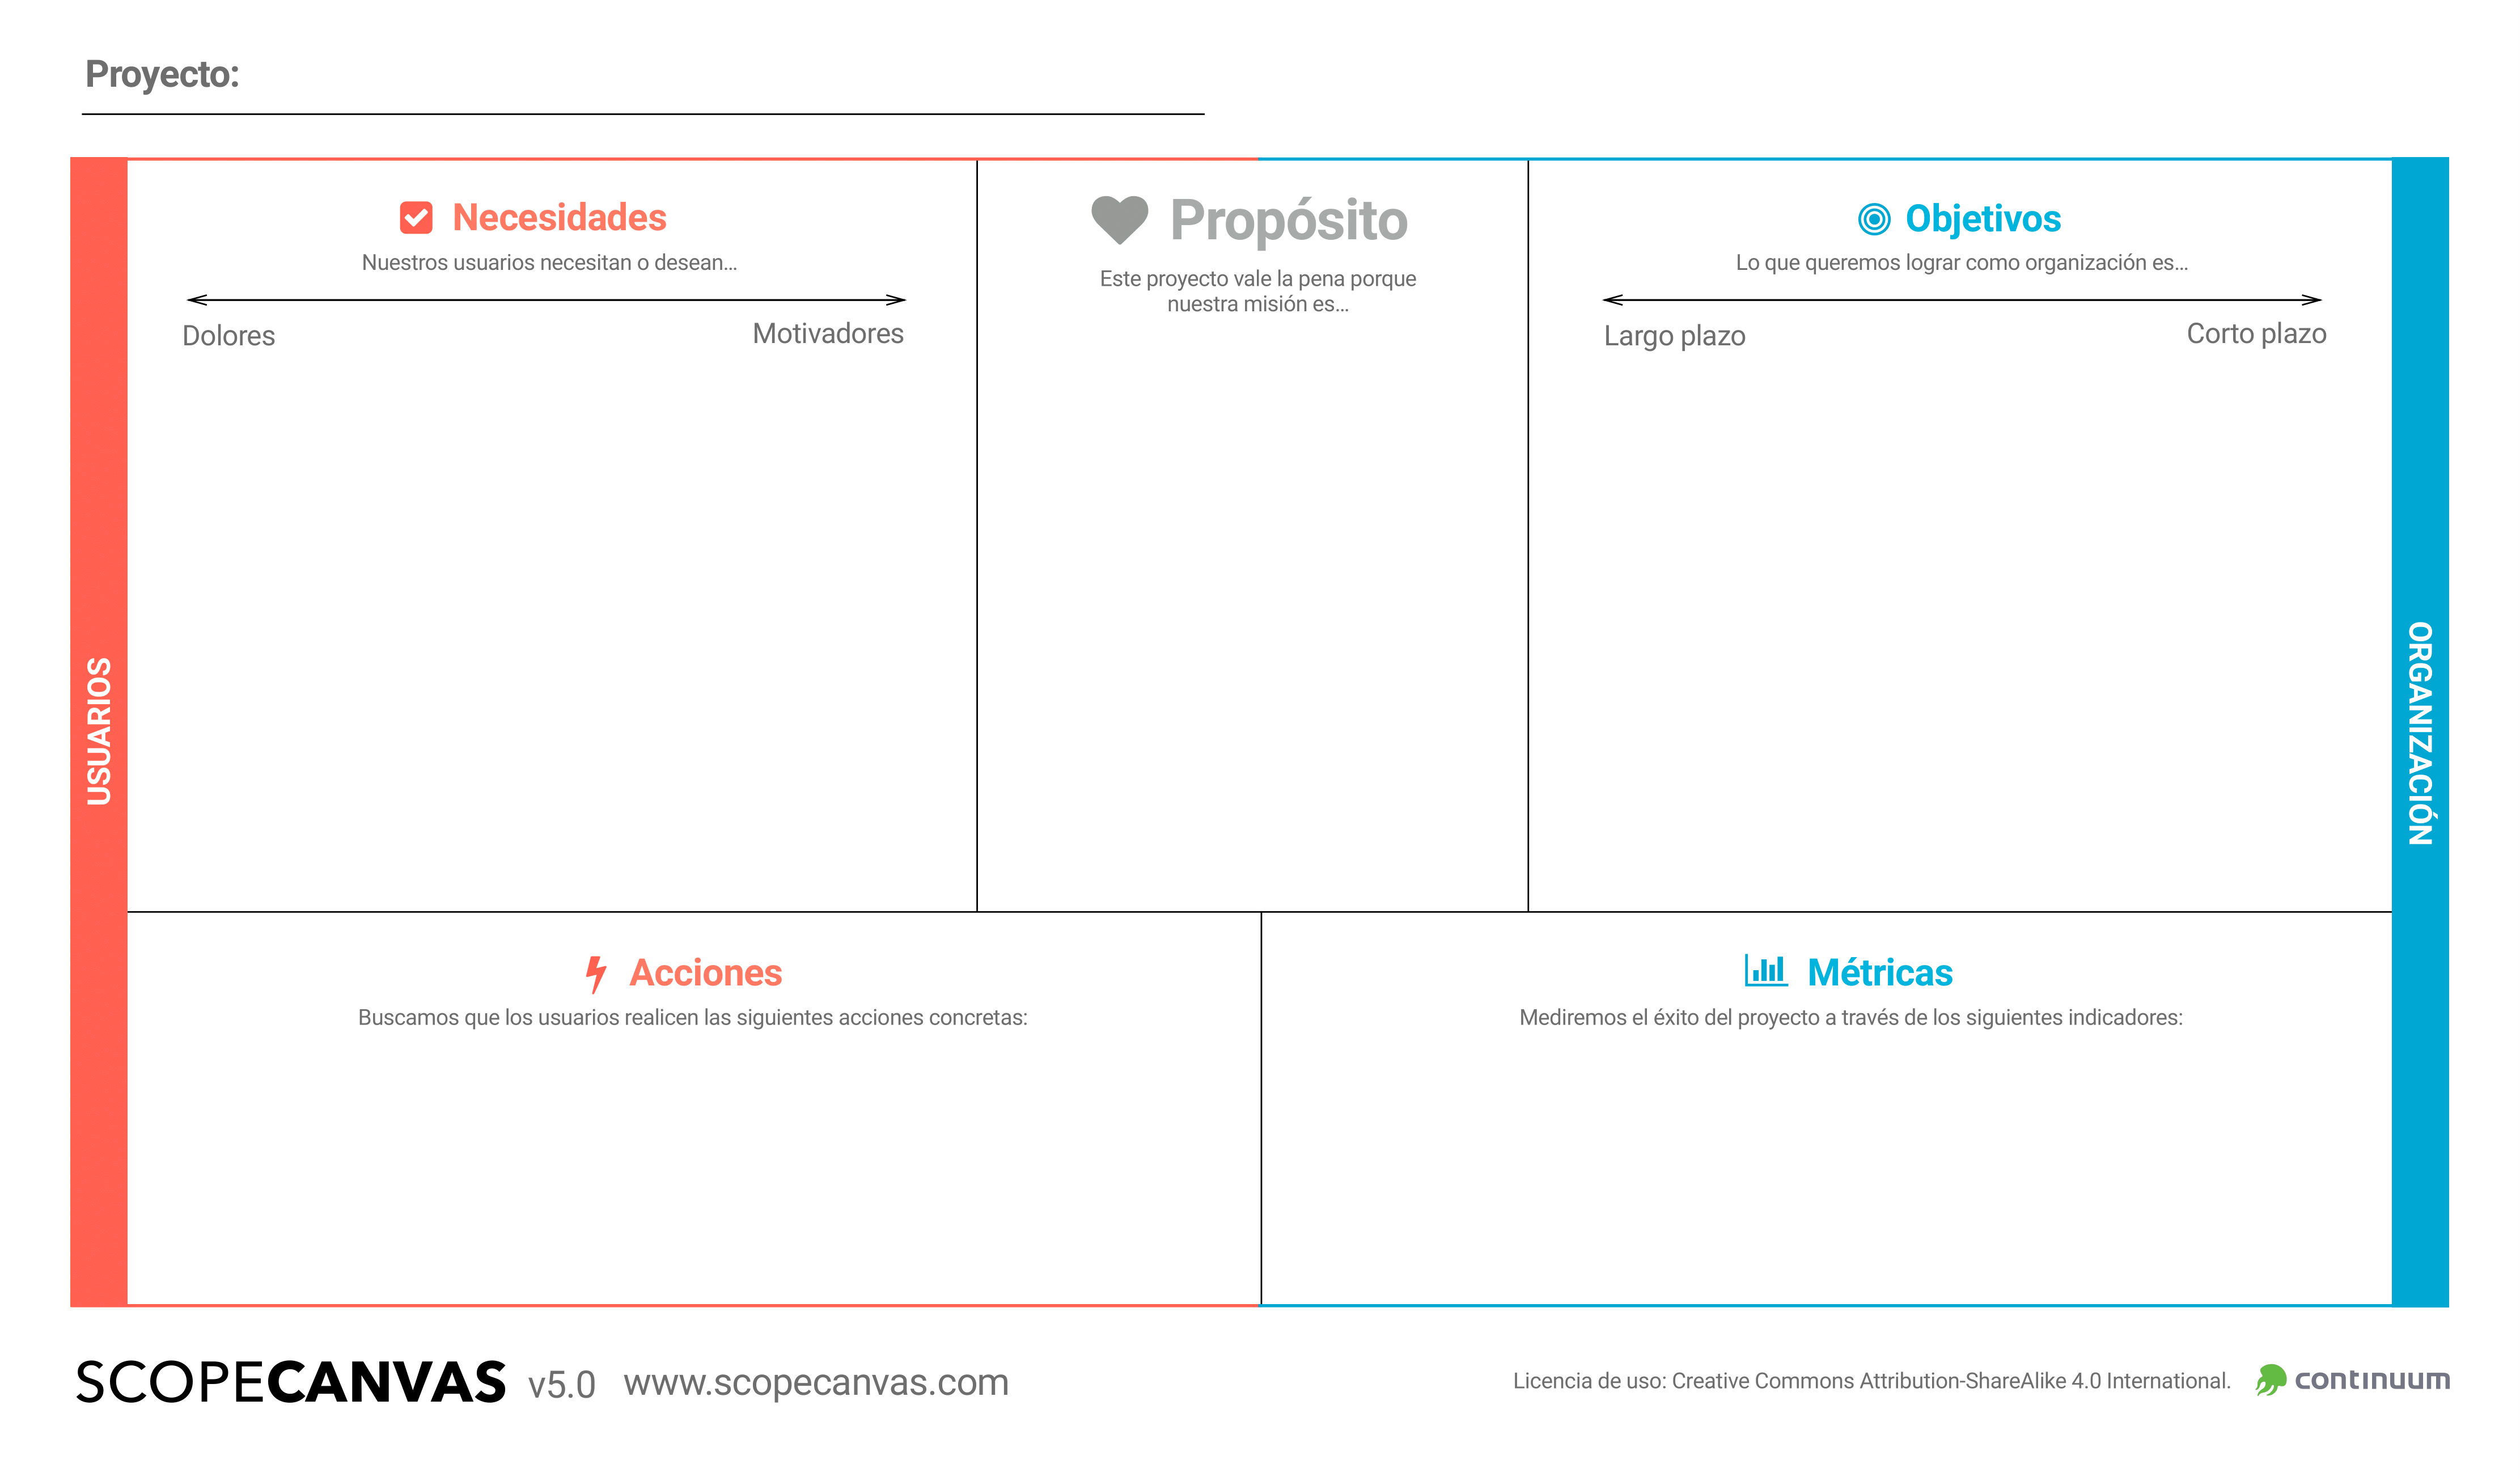 Proyecto:
USUARIOS
Necesidades
Nuestros usuarios necesitan o desean...
Dolores
Motivadores
Propósito
Este proyecto vale la pena porque
nuestra misión es...
Objetivos
Lo que queremos lograr como organización es...
Largo plazo
Corto plazo
ORGANIZACIÓN
Acciones
Buscamos que los usuarios realicen las siguientes acciones concretas:
Métricas
Mediremos el éxito del proyecto a través de los siguientes indicadores:
SCOPECANVAS v5.0 www.scopecanvas.com
Licencia de uso: Creative Commons Attribution-ShareAlike 4.0 International.
continuum